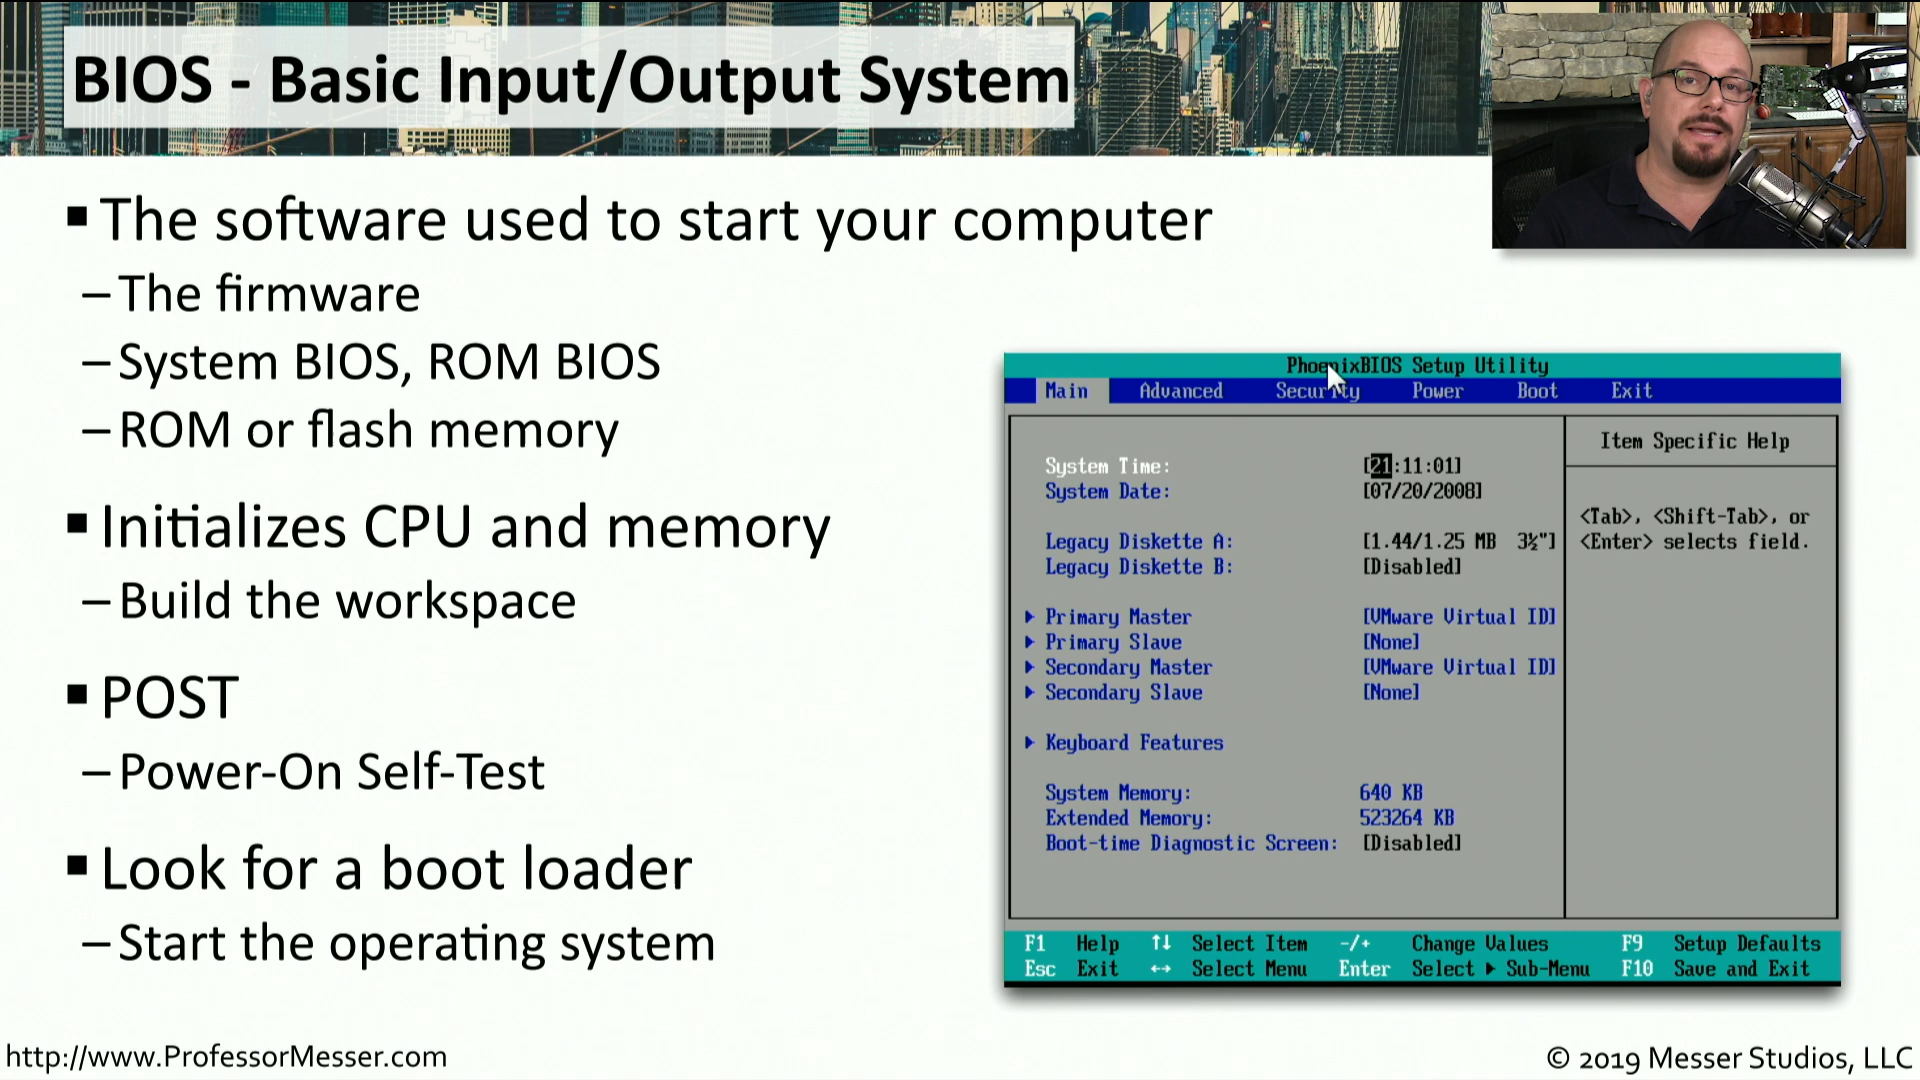 BIOS - Basic Input/Output System
▪ The software used to start your computer
– The firmware
– System BIOS, ROM BIOS
– ROM or flash memory
▪ Initializes CPU and memory
– Build the workspace
▪ POST
– Power-On Self-Test
▪ Look for a boot loader
– Start the operating system
PhoenixBIOS Setup Utility
Main Advanced Security Power Boot Exit
System Time: [21:11:01]
System Date: [07/20/2008]
Legacy Diskette A: [1.44/1.25 MB 3½"]
Legacy Diskette B: [Disabled]
Primary Master [VMware Virtual ID]
Primary Slave [None]
Secondary Master [VMware Virtual ID]
Secondary Slave [None]
Keyboard Features
System Memory: 640 KB
Extended Memory: 523264 KB
Boot-time Diagnostic Screen: [Disabled]
Item Specific Help
<Tab>, <Shift-Tab>, or
<Enter> selects field.
F1 Help ↑↓ Select Item -/+ Change Values F9 Setup Defaults
Esc Exit ↔ Select Menu Enter Select ▶ Sub-Menu F10 Save and Exit
http://www.ProfessorMesser.com
© 2019 Messer Studios, LLC